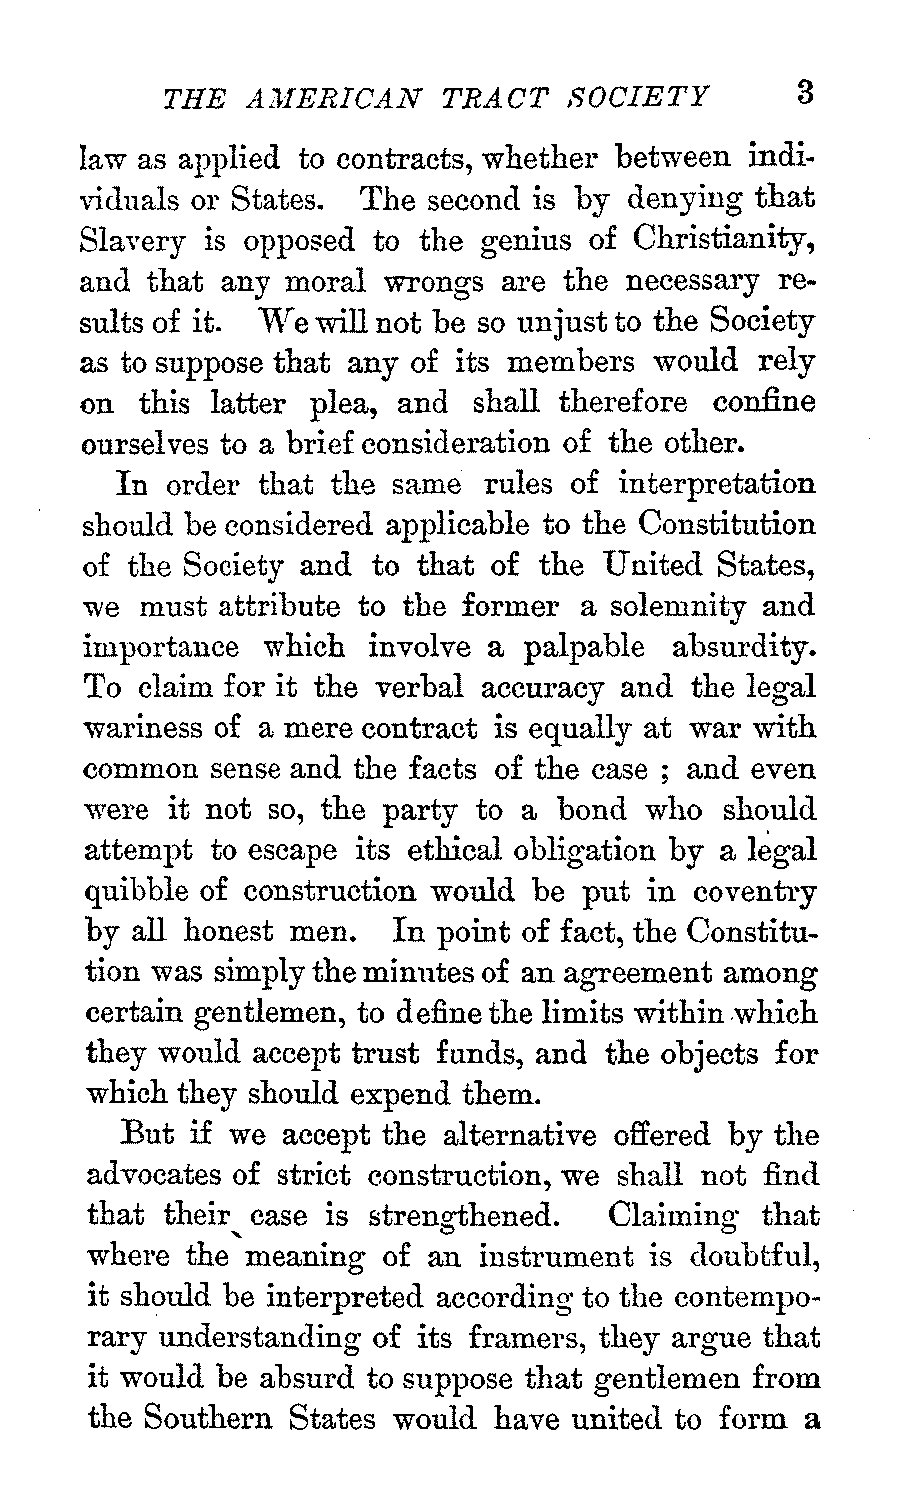 THE AMERICAN TRACT SOCIETY 3
law as applied to contracts, whether between indi-
viduals or States. The second is by denying that
Slavery is opposed to the genius of Christianity,
and that any moral wrongs are the necessary re-
sults of it. We will not be so unjust to the Society
as to suppose that any of its members would rely
on this latter plea, and shall therefore confine
ourselves to a brief consideration of the other.
In order that the same rules of interpretation
should be considered applicable to the Constitution
of the Society and to that of the United States,
we must attribute to the former a solemnity and
importance which involve a palpable absurdity.
To claim for it the verbal accuracy and the legal
wariness of a mere contract is equally at war with
common sense and the facts of the case ; and even
were it not so, the party to a bond who should
attempt to escape its ethical obligation by a legal
quibble of construction would be put in coventry
by all honest men. In point of fact, the Constitu-
tion was simply the minutes of an agreement among
certain gentlemen, to define the limits within which
they would accept trust funds, and the objects for
which they should expend them.
But if we accept the alternative offered by the
advocates of strict construction, we shall not find
that their case is strengthened. Claiming that
where the meaning of an instrument is doubtful,
it should be interpreted according to the contempo-
rary understanding of its framers, they argue that
it would be absurd to suppose that gentlemen from
the Southern States would have united to form a